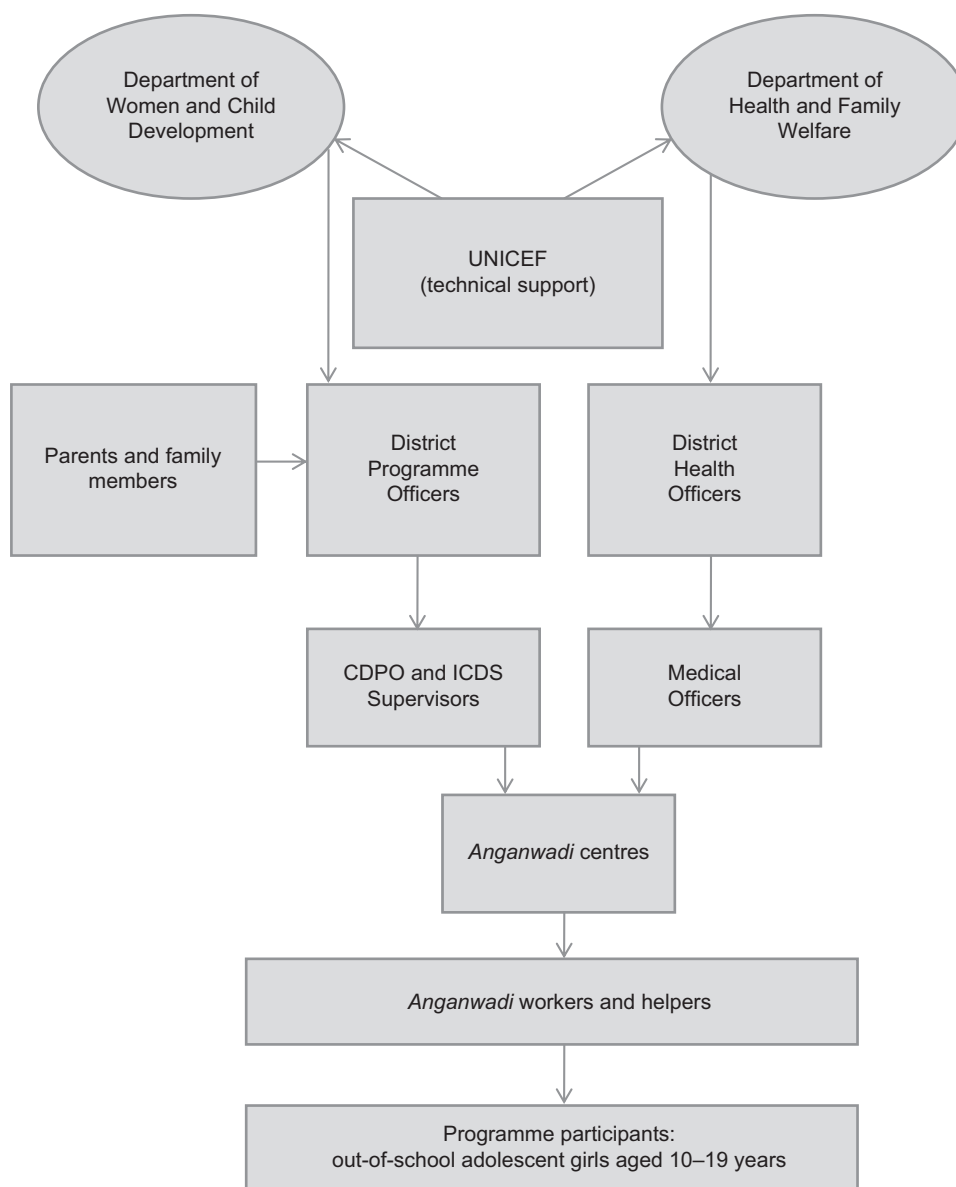 Department of
Women and Child
Development
Department of
Health and Family
Welfare
UNICEF
(technical support)
Parents and family
members
District
Programme
Officers
District
Health
Officers
CDPO and ICDS
Supervisors
Medical
Officers
Anganwadi centres
Anganwadi workers and helpers
Programme participants:
out-of-school adolescent girls aged 10–19 years